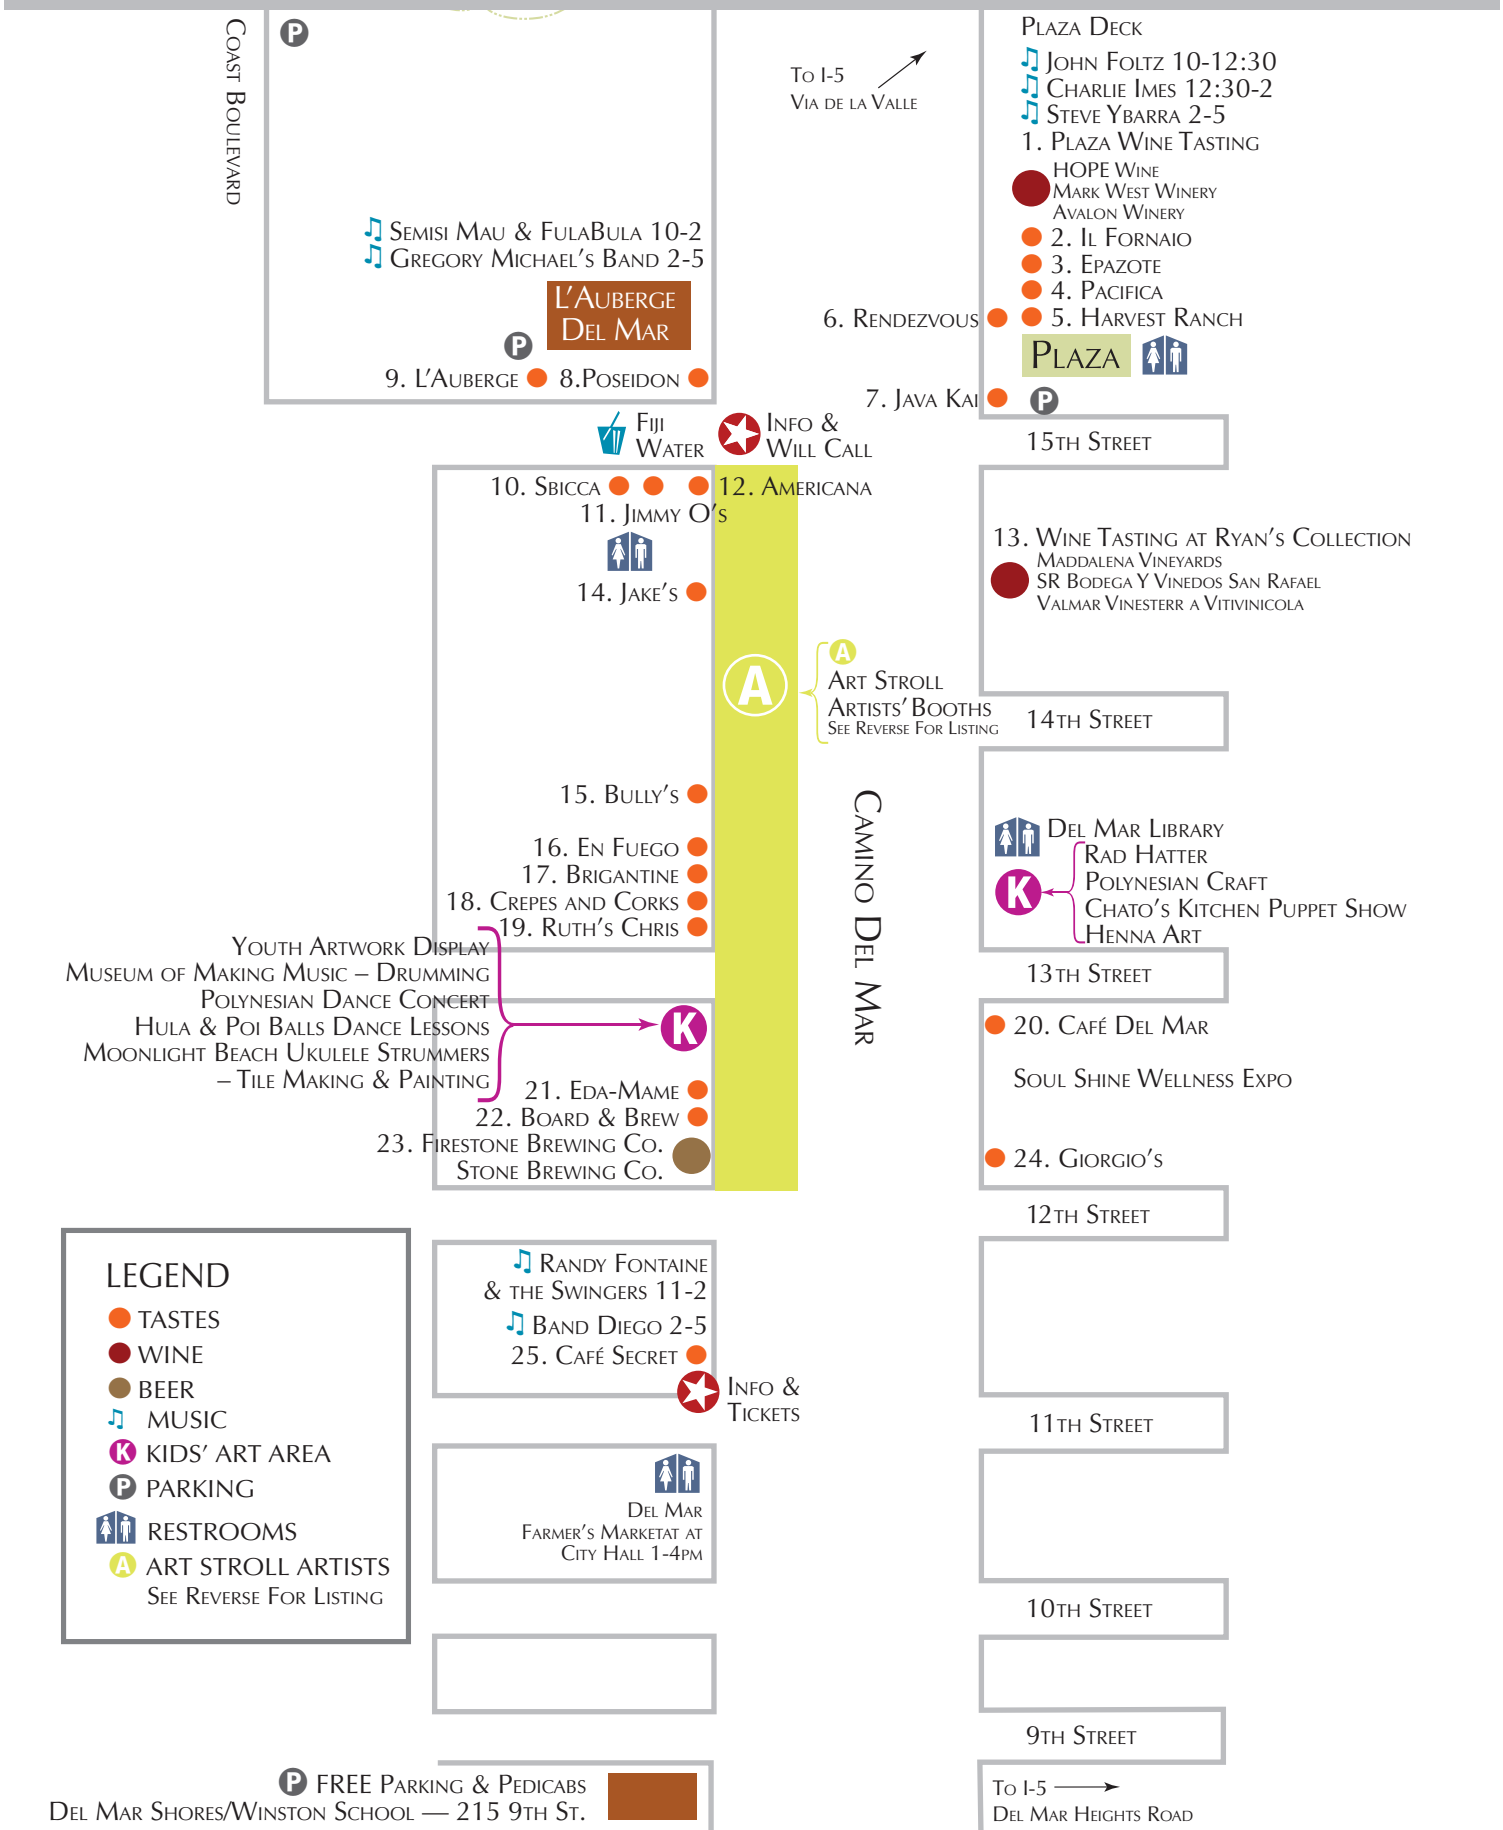 Coast Boulevard
P
To I-5
Via de la Valle
Plaza Deck
John Foltz 10-12:30
Charlie Imes 12:30-2
Steve Ybarra 2-5
1. Plaza Wine Tasting
HOPE Wine
Mark West Winery
Avalon Winery
2. Il Fornaio
3. Epazote
4. Pacifica
5. Harvest Ranch
6. Rendezvous
Plaza
7. Java Kai
P
Semisi Mau & FulaBula 10-2
Gregory Michael's Band 2-5
L'Auberge
Del Mar
P
9. L'Auberge
8.Poseidon
Fiji
Water
Info &
Will Call
15th Street
10. Sbicca
12. Americana
11. Jimmy O's
14. Jake's
13. Wine Tasting at Ryan's Collection
Maddalena Vineyards
SR Bodega Y Vinedos San Rafael
Valmar Vinesterr a Vitivinicola
A
A
Art Stroll
Artists' Booths
See Reverse For Listing
14th Street
15. Bully's
16. En Fuego
17. Brigantine
18. Crepes and Corks
19. Ruth's Chris
Camino Del Mar
Del Mar Library
K
Rad Hatter
Polynesian Craft
Chato's Kitchen Puppet Show
Henna Art
13th Street
Youth Artwork Display
Museum of Making Music – Drumming
Polynesian Dance Concert
Hula & Poi Balls Dance Lessons
Moonlight Beach Ukulele Strummers
– Tile Making & Painting
K
21. Eda-Mame
22. Board & Brew
23. Firestone Brewing Co.
Stone Brewing Co.
20. Café Del Mar
Soul Shine Wellness Expo
24. Giorgio's
12th Street
Randy Fontaine
& the Swingers 11-2
Band Diego 2-5
25. Café Secret
Info &
Tickets
11th Street
Del Mar
Farmer's Marketat at
City Hall 1-4pm
10th Street
9th Street
LEGEND
TASTES
WINE
BEER
MUSIC
K KIDS' ART AREA
P PARKING
RESTROOMS
A ART STROLL ARTISTS
See Reverse For Listing
P FREE Parking & Pedicabs
Del Mar Shores/Winston School — 215 9th St.
To I-5
Del Mar Heights Road